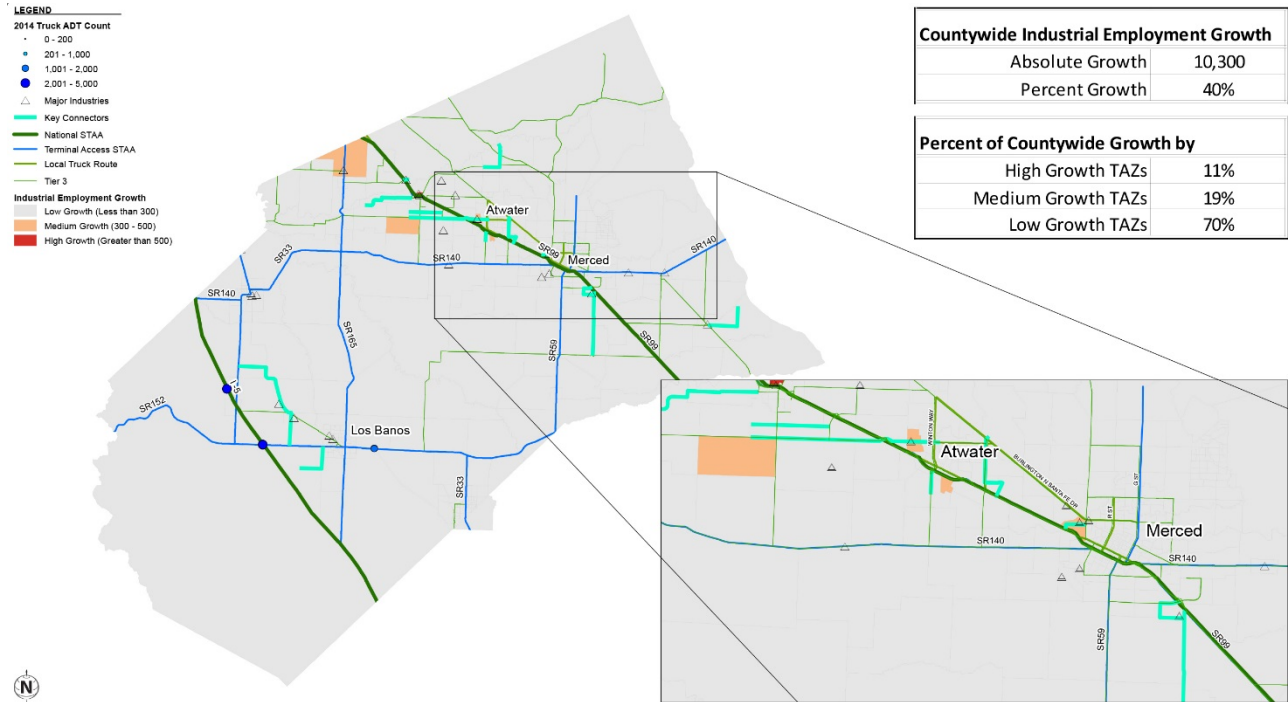 LEGEND
2014 Truck ADT Count
0 - 200
201 - 1,000
1,001 - 2,000
2,001 - 5,000
Major Industries
Key Connectors
National STAA
Terminal Access STAA
Local Truck Route
Tier 3
Industrial Employment Growth
Low Growth (Less than 300)
Medium Growth (300 - 500)
High Growth (Greater than 500)
Countywide Industrial Employment Growth
Absolute Growth 10,300
Percent Growth 40%
Percent of Countywide Growth by
High Growth TAZs 11%
Medium Growth TAZs 19%
Low Growth TAZs 70%
Atwater
SR99
SR140
Merced
SR140
SR33
SR140
SR165
SR59
SR99
I-5
SR152
Los Banos
SR33
WINTON WAY
Atwater
BURLINGTON N SANTA FE DR
G ST
R ST
Merced
SR140
SR140
SR59
SR99
N